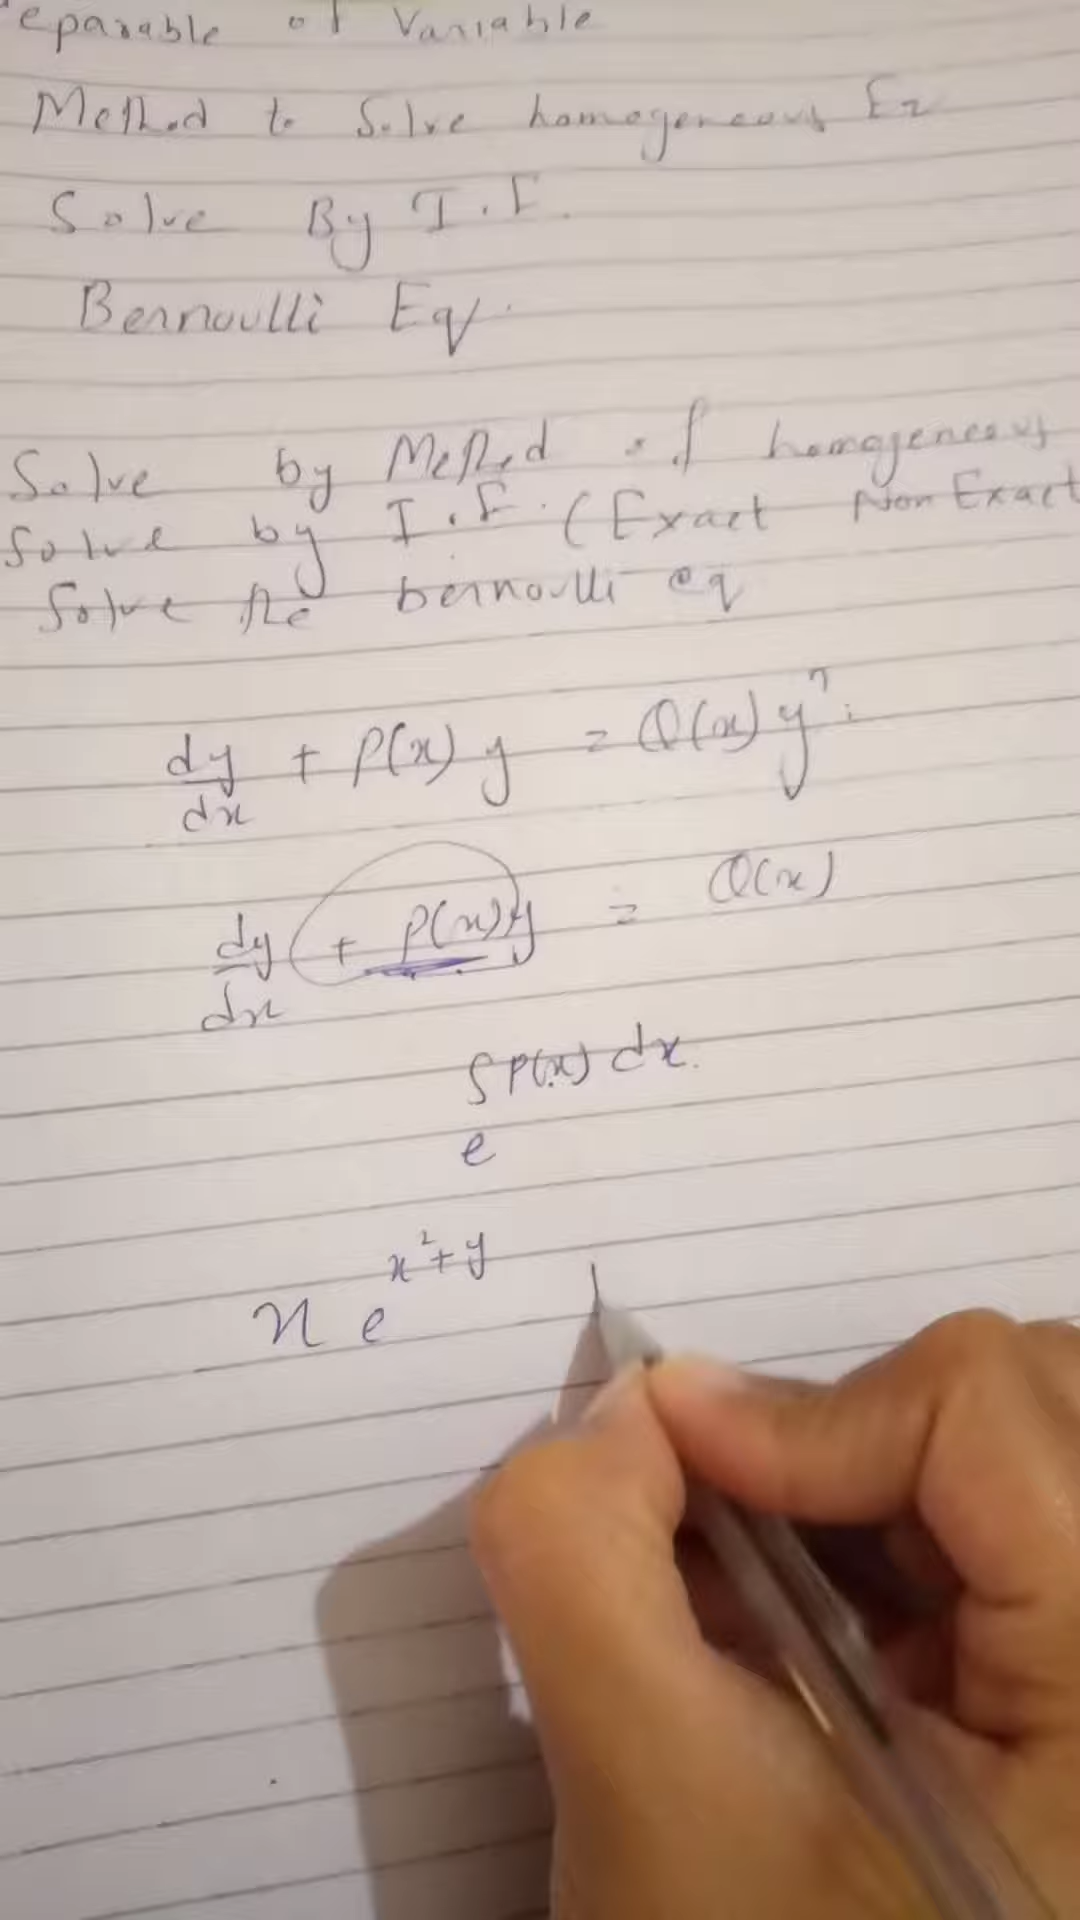 eparable of Variable
Method to Solve homogeneous Eq
Solve By I.F.
Bernoulli Eq.
Solve by Method of homogeneous
Solve by I.F. (Exact Non Exact
Solve the bernoulli eq
dy/dx + P(x) y = Q(x) yⁿ.
dy/dx + P(x)y = Q(x)
∫P(x) dx.
e
x²+y
x e